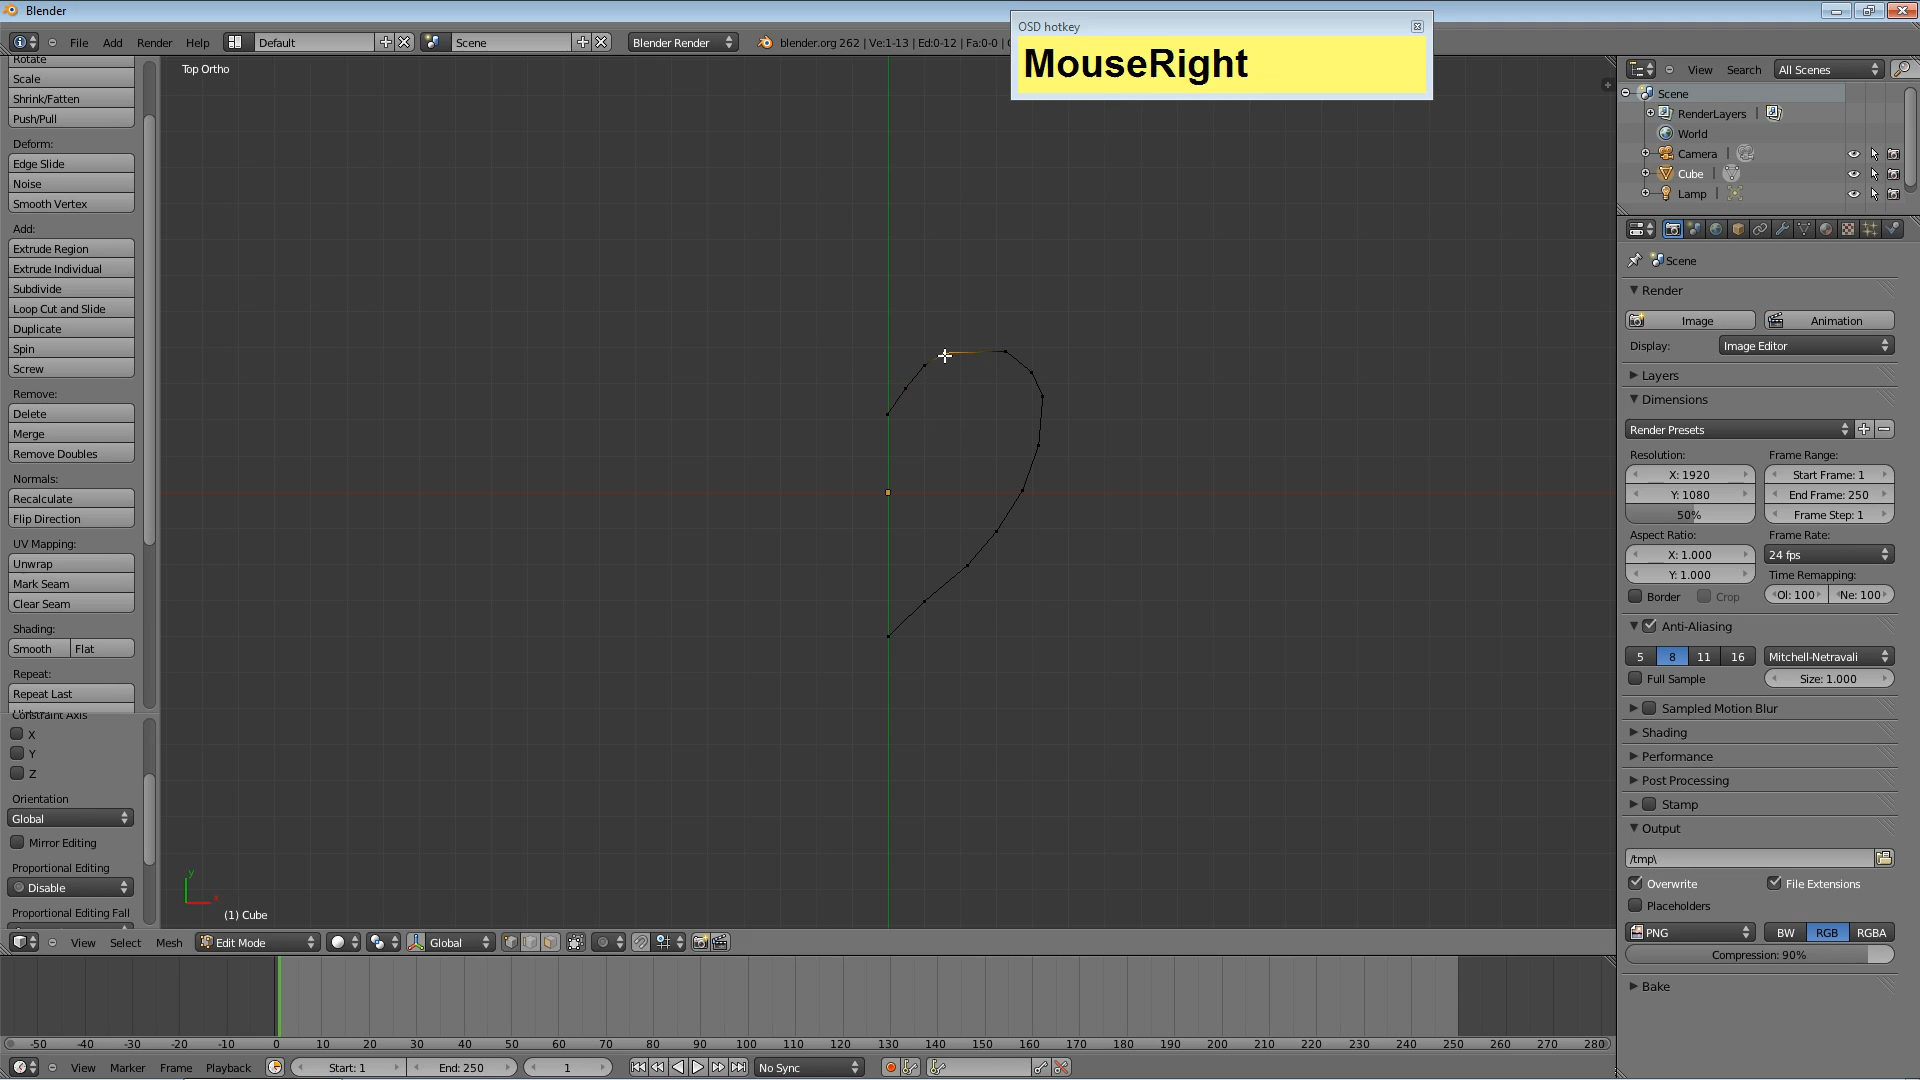 Blender
OSD hotkey
MouseRight
File Add Render Help Default Scene Blender Render blender.org 262 | Ve:1-13 | Ed:0-12 | Fa:0-0 |
Top Ortho
Rotate
Scale
Shrink/Fatten
Push/Pull
Deform:
Edge Slide
Noise
Smooth Vertex
Add:
Extrude Region
Extrude Individual
Subdivide
Loop Cut and Slide
Duplicate
Spin
Screw
Remove:
Delete
Merge
Remove Doubles
Normals:
Recalculate
Flip Direction
UV Mapping:
Unwrap
Mark Seam
Clear Seam
Shading:
Smooth Flat
Repeat:
Repeat Last
Constraint Axis
X
Y
Z
Orientation
Global
Mirror Editing
Proportional Editing
Disable
Proportional Editing Fall
y
x
(1) Cube
View Select Mesh Edit Mode Global
-50 -40 -30 -20 -10 0 10 20 30 40 50 60 70 80 90 100 110 120 130 140 150 160 170 180 190 200 210 220 230 240 250 260 270 280
View Marker Frame Playback Start: 1 End: 250 1 No Sync
View Search All Scenes
Scene
RenderLayers |
World
Camera |
Cube |
Lamp |
Scene
Render
Image Animation
Display: Image Editor
Layers
Dimensions
Render Presets
Resolution: Frame Range:
X: 1920 Start Frame: 1
Y: 1080 End Frame: 250
50% Frame Step: 1
Aspect Ratio: Frame Rate:
X: 1.000 24 fps
Y: 1.000 Time Remapping:
Border Crop Ol: 100 Ne: 100
Anti-Aliasing
5 8 11 16 Mitchell-Netravali
Full Sample Size: 1.000
Sampled Motion Blur
Shading
Performance
Post Processing
Stamp
Output
/tmp\
Overwrite File Extensions
Placeholders
PNG BW RGB RGBA
Compression: 90%
Bake